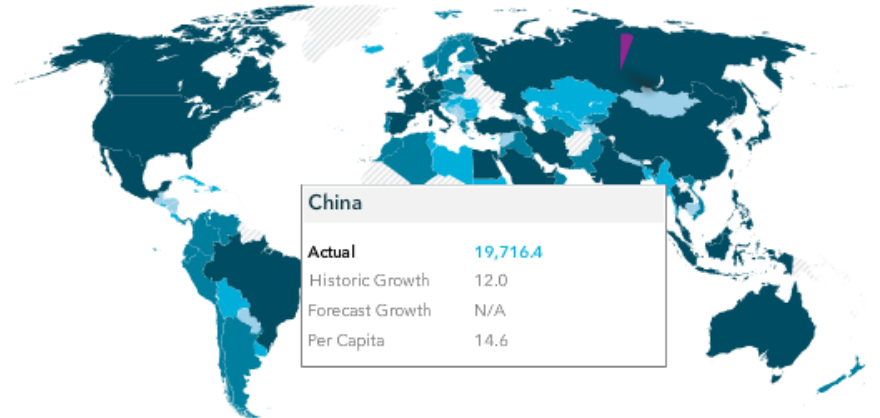 China
Actual 19,716.4
Historic Growth 12.0
Forecast Growth N/A
Per Capita 14.6